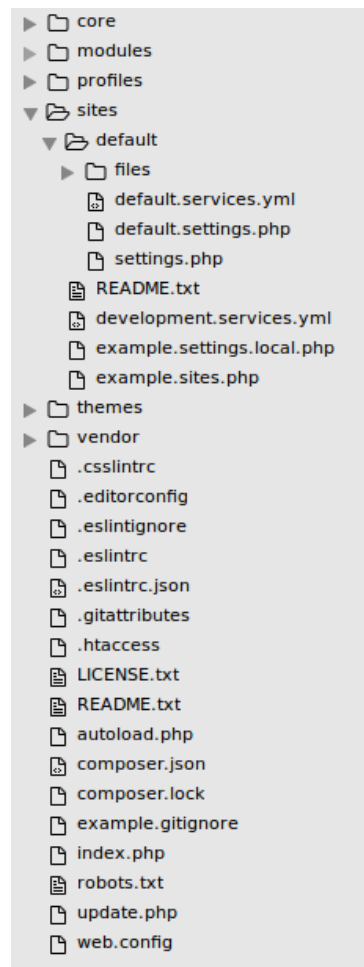 core
modules
profiles
sites
default
files
default.services.yml
default.settings.php
settings.php
README.txt
development.services.yml
example.settings.local.php
example.sites.php
themes
vendor
.csslintrc
.editorconfig
.eslintignore
.eslintrc
.eslintrc.json
.gitattributes
.htaccess
LICENSE.txt
README.txt
autoload.php
composer.json
composer.lock
example.gitignore
index.php
robots.txt
update.php
web.config